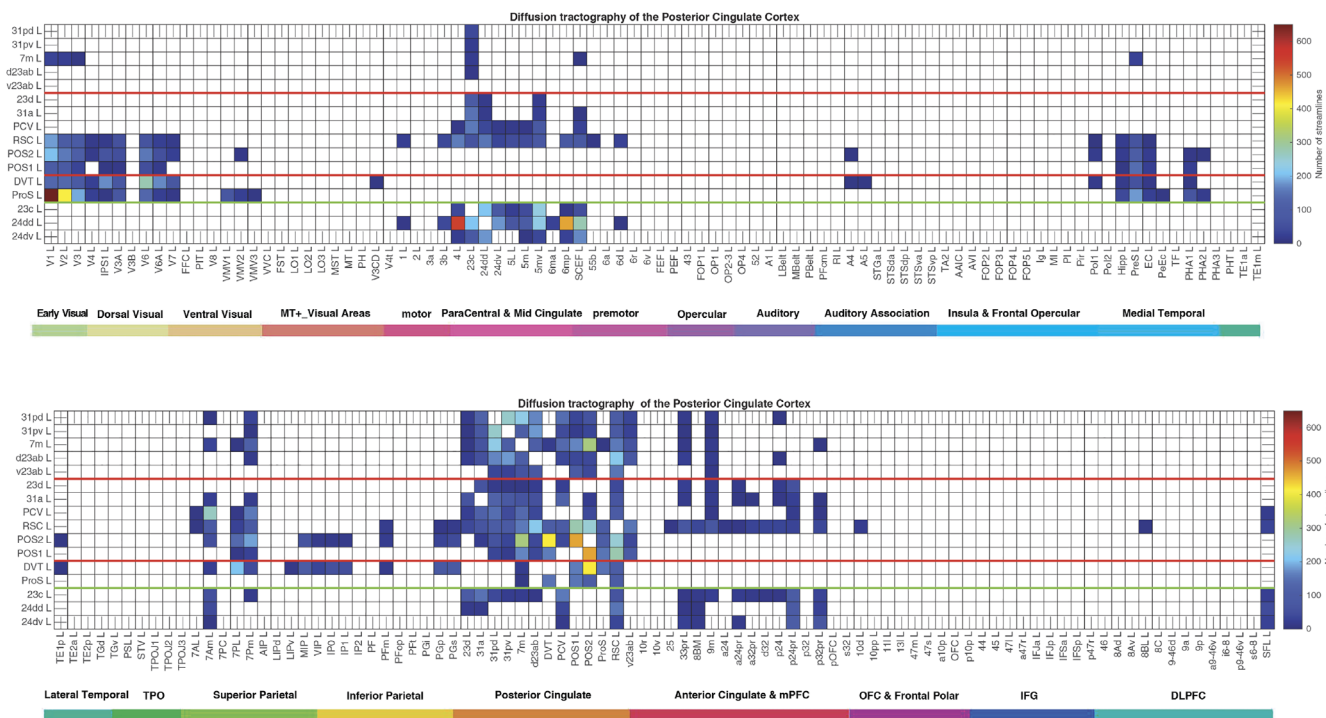 Diffusion tractography of the Posterior Cingulate Cortex
31pd L
31pv L
7m L
d23ab L
v23ab L
23d L
31a L
PCV L
RSC L
POS2 L
POS1 L
DVT L
ProS L
23c L
24dd L
24dv L
600
500
400
300
200
100
0
Number of streamlines
V1 L
V2 L
V3 L
V4 L
IPS1 L
V3A L
V3B L
V6 L
V6A L
V7 L
FFC L
PIT L
V8 L
VMV1 L
VMV2 L
VMV3 L
VVC L
FST L
LO1 L
LO2 L
LO3 L
MST L
MT L
PH L
V3CD L
V4t L
1 L
2 L
3a L
3b L
4 L
23c L
24dd L
24dv L
5L L
5m L
5mv L
6ma L
6mp L
SCEF L
55b L
6a L
6d L
6r L
6v L
FEF L
PEF L
43 L
FOP1 L
OP1 L
OP2-3 L
OP4 L
52 L
A1 L
LBelt L
MBelt L
PBelt L
PFcm L
RI L
A4 L
A5 L
STGa L
STSda L
STSdp L
STSva L
STSvp L
TA2 L
AAIC L
AVI L
FOP2 L
FOP3 L
FOP4 L
FOP5 L
Ig L
MI L
PI L
Pir L
PoI1 L
PoI2 L
Hipp L
PreS L
EC L
PeEc L
TF L
PHA1 L
PHA2 L
PHA3 L
PHT L
TE1a L
TE1m L
Early Visual Dorsal Visual Ventral Visual MT+_Visual Areas motor ParaCentral & Mid Cingulate premotor Opercular Auditory Auditory Association Insula & Frontal Opercular Medial Temporal
Diffusion tractography of the Posterior Cingulate Cortex
31pd L
31pv L
7m L
d23ab L
v23ab L
23d L
31a L
PCV L
RSC L
POS2 L
POS1 L
DVT L
ProS L
23c L
24dd L
24dv L
600
500
400
300
200
100
0
TE1p L
TE2a L
TE2p L
TGd L
TGv L
PSL L
STV L
TPOJ1 L
TPOJ2 L
TPOJ3 L
7AL L
7Am L
7PC L
7PL L
7Pm L
AIP L
LIPd L
LIPv L
MIP L
VIP L
IP0 L
IP1 L
IP2 L
PF L
PFm L
PFop L
PFt L
PGi L
PGp L
PGs L
23d L
31a L
31pd L
31pv L
7m L
d23ab L
DVT L
PCV L
POS1 L
POS2 L
ProS L
RSC L
v23ab L
10r L
10v L
25 L
33pr L
8BM L
9m L
a24 L
a24pr L
a32pr L
d32 L
p24 L
p24pr L
p32 L
p32pr L
pOFC L
s32 L
10d L
10pp L
11l L
13l L
47m L
47s L
a10p L
OFC L
p10p L
44 L
45 L
47l L
a47r L
IFJa L
IFJp L
IFSa L
IFSp L
p47r L
46 L
8Ad L
8Av L
8BL L
8C L
9-46d L
9a L
9p L
a9-46v L
i6-8 L
p9-46v L
s6-8 L
SFL L
Lateral Temporal TPO Superior Parietal Inferior Parietal Posterior Cingulate Anterior Cingulate & mPFC OFC & Frontal Polar IFG DLPFC